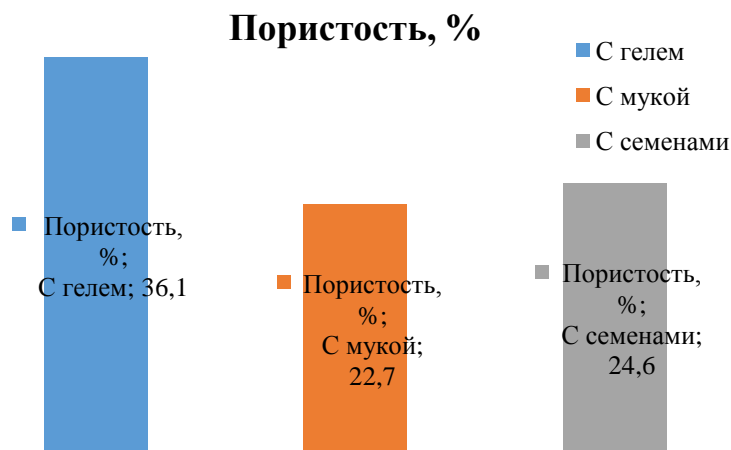 Пористость, %
С гелем
С мукой
С семенами
Пористость,
%;
С гелем; 36,1
Пористость,
%;
С мукой;
22,7
Пористость,
%;
С семенами;
24,6